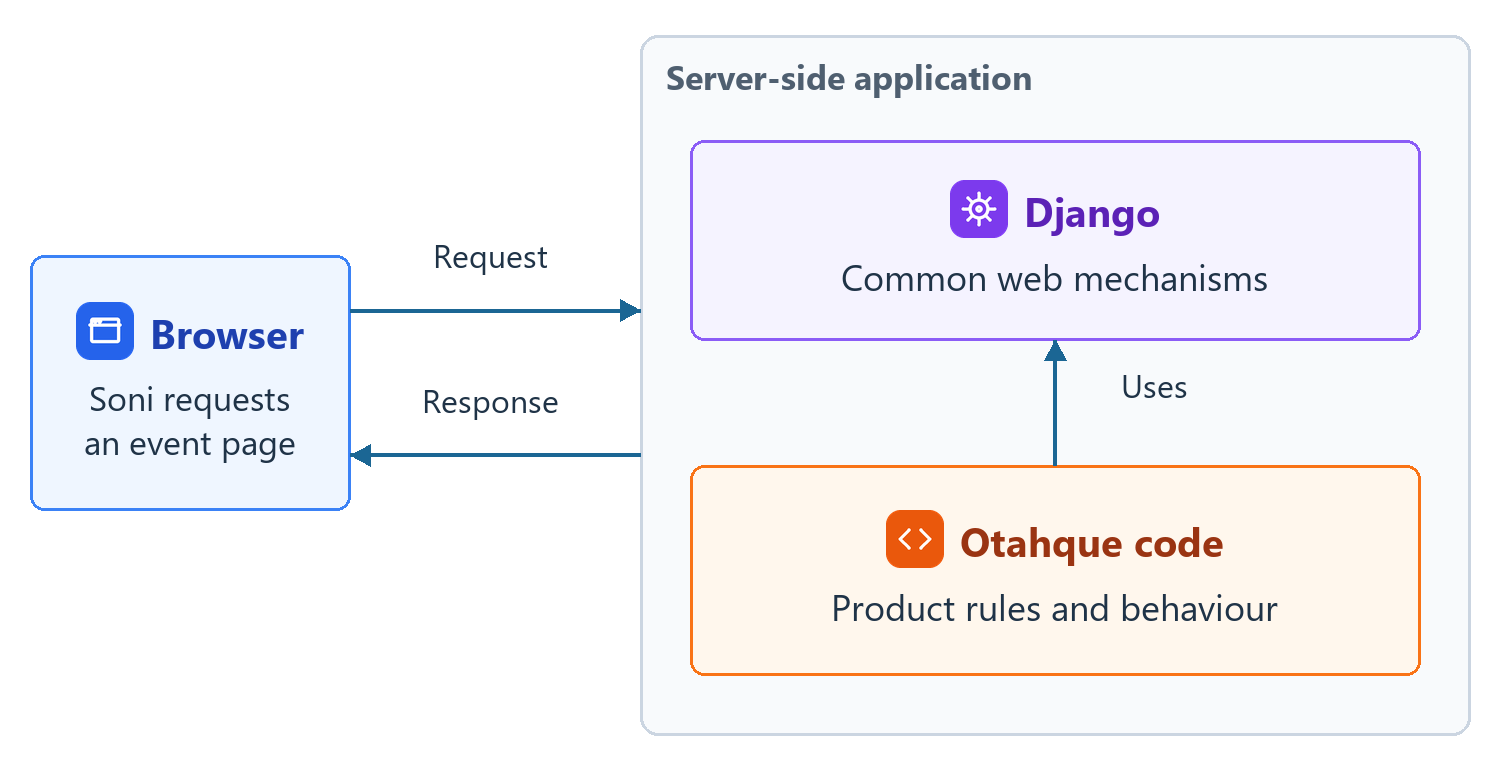 Server-side application
Django
Common web mechanisms
Request
Browser
Soni requests
an event page
Response
Uses
Otahque code
Product rules and behaviour